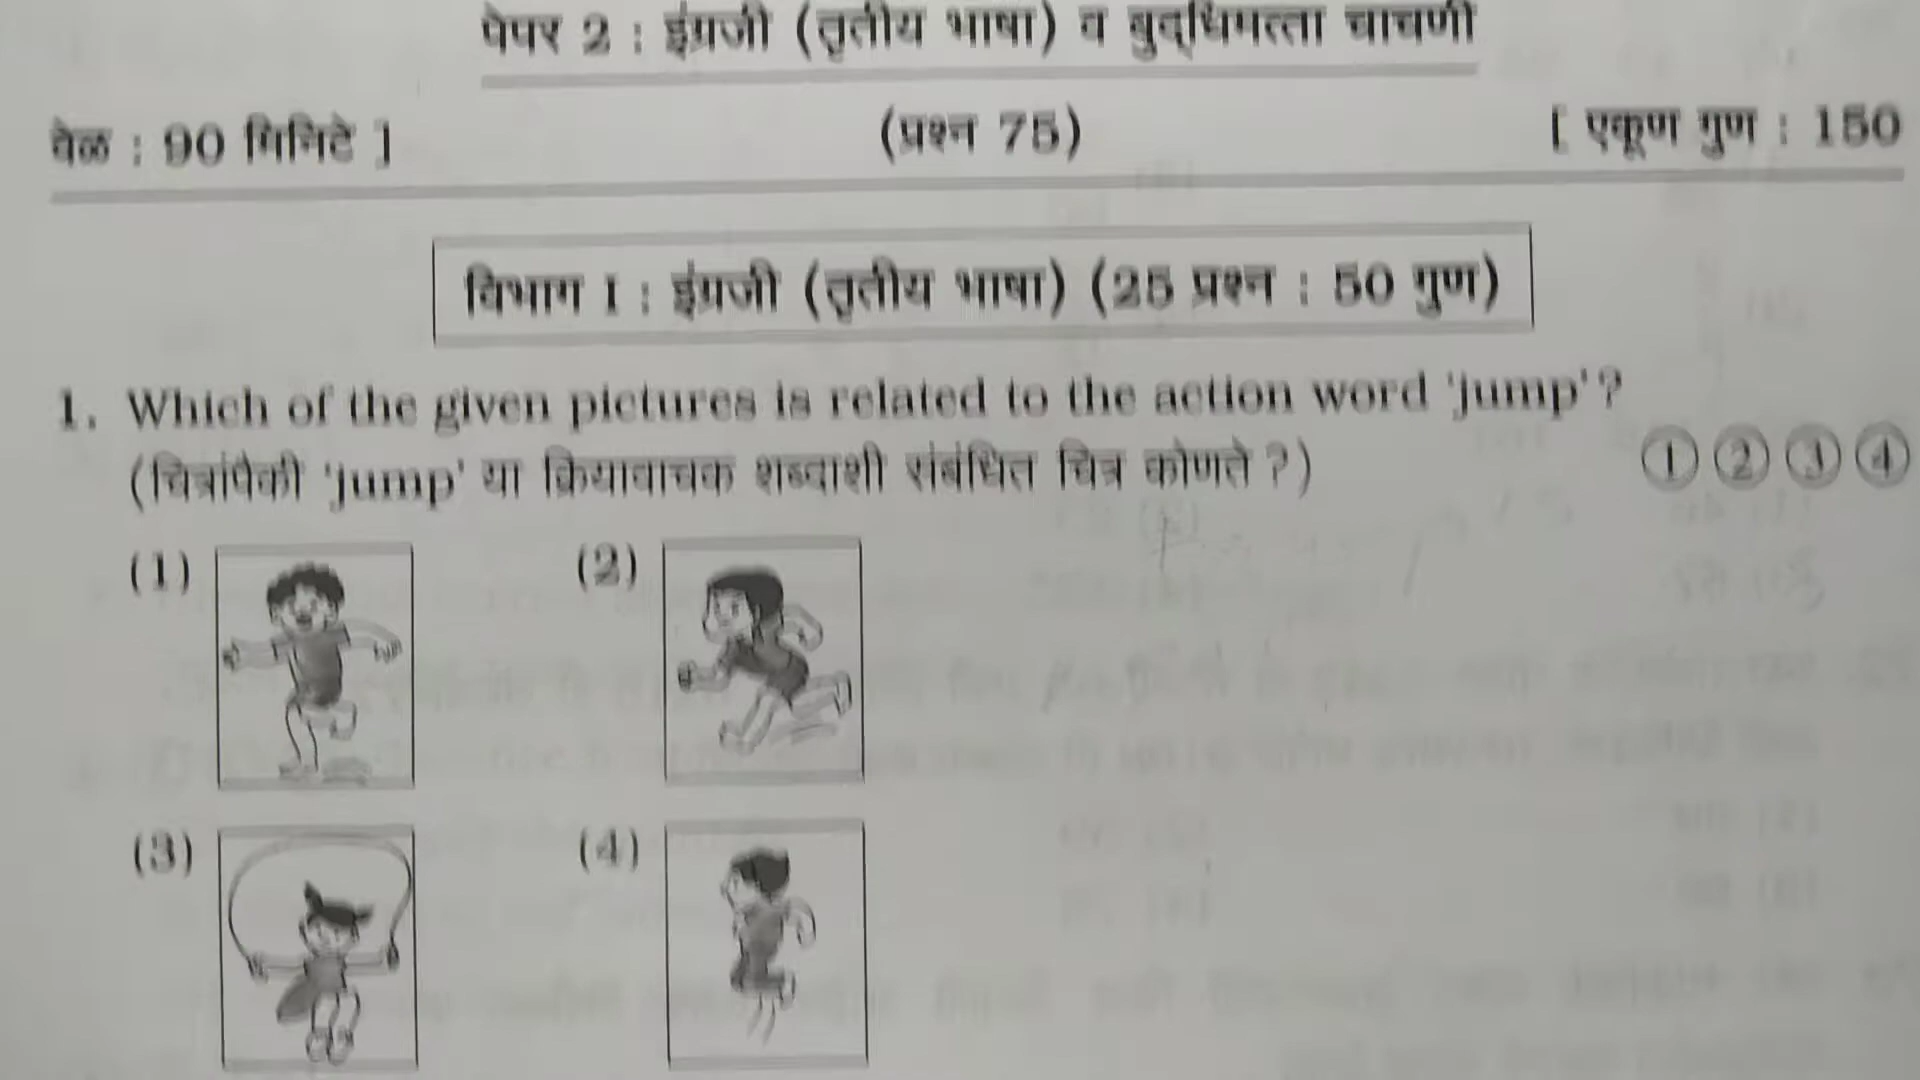 पेपर 2 : इंग्रजी (तृतीय भाषा) व बुद्धिमत्ता चाचणी
वेळ : 90 मिनिटे ]
(प्रश्न 75)
[ एकूण गुण : 150
विभाग I : इंग्रजी (तृतीय भाषा) (25 प्रश्न : 50 गुण)
1. Which of the given pictures is related to the action word 'jump'?
(चित्रांपैकी 'jump' या क्रियावाचक शब्दाशी संबंधित चित्र कोणते ?)
① ② ③ ④
(1)
(2)
(3)
(4)